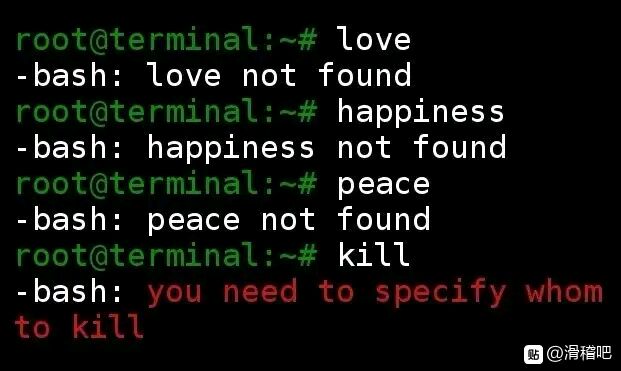 root@terminal:~# love
-bash: love not found
root@terminal:~# happiness
-bash: happiness not found
root@terminal:~# peace
-bash: peace not found
root@terminal:~# kill
-bash: you need to specify whom
to kill
贴 @滑稽吧